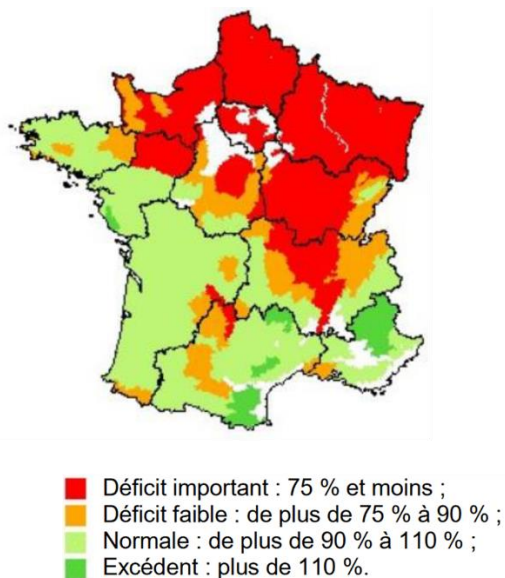 Déficit important : 75 % et moins ;
Déficit faible : de plus de 75 % à 90 % ;
Normale : de plus de 90 % à 110 % ;
Excédent : plus de 110 %.